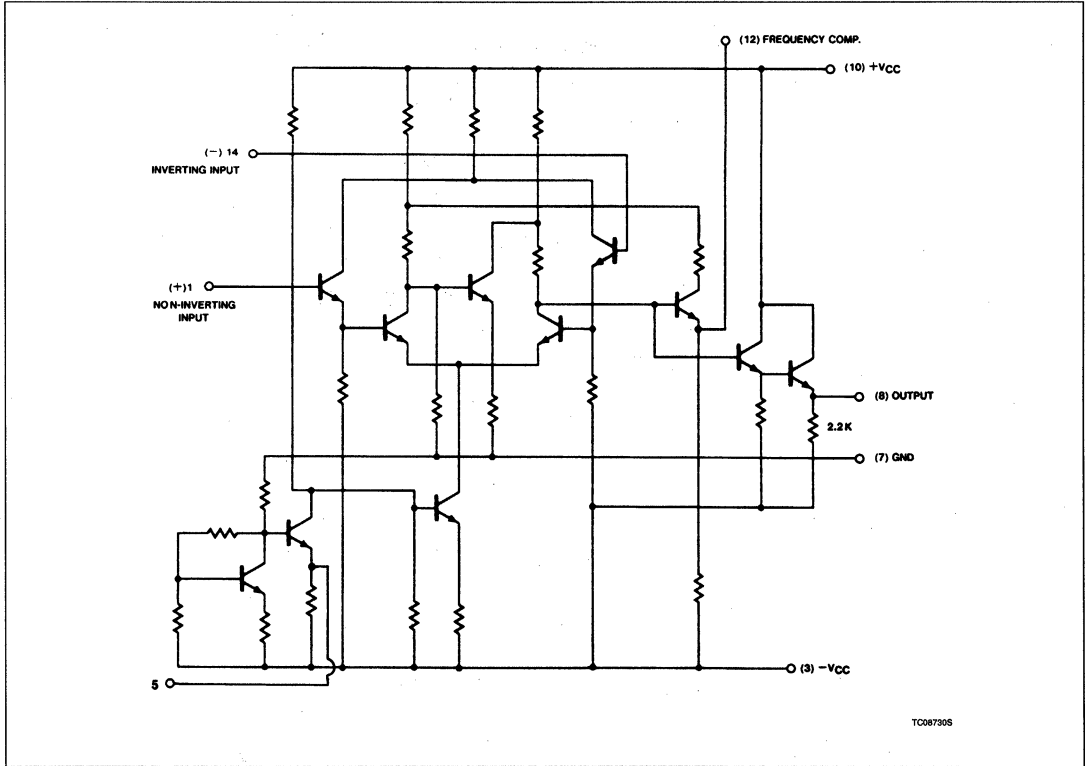 (12) FREQUENCY COMP.
(10) +VCC
(−) 14
INVERTING INPUT
(+)1
NON-INVERTING
INPUT
(8) OUTPUT
2.2K
(7) GND
(3) −VCC
5
TC08730S